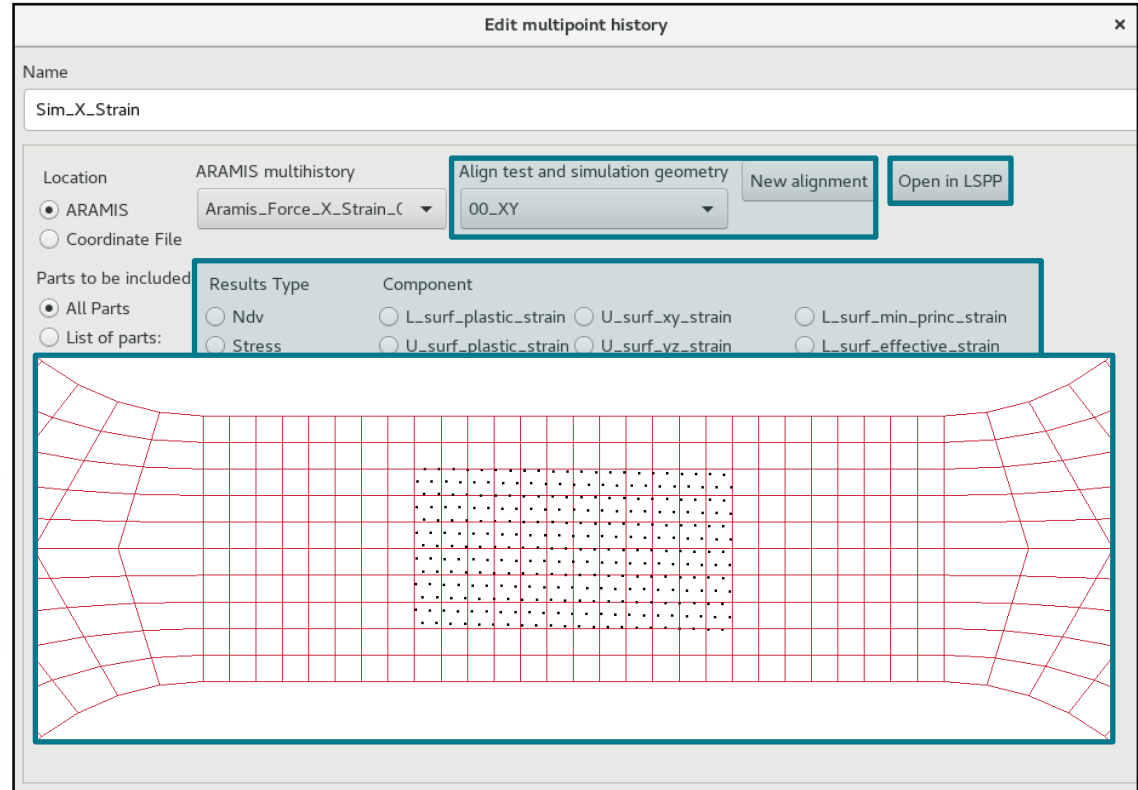 Edit multipoint history
×
Name
Sim_X_Strain
Location
ARAMIS
Coordinate File
ARAMIS multihistory
Aramis_Force_X_Strain_(
Align test and simulation geometry
00_XY
New alignment
Open in LSPP
Parts to be included
All Parts
List of parts:
Results Type
Ndv
Stress
Component
L_surf_plastic_strain U_surf_xy_strain L_surf_min_princ_strain
U_surf_plastic_strain U_surf_yz_strain L_surf_effective_strain